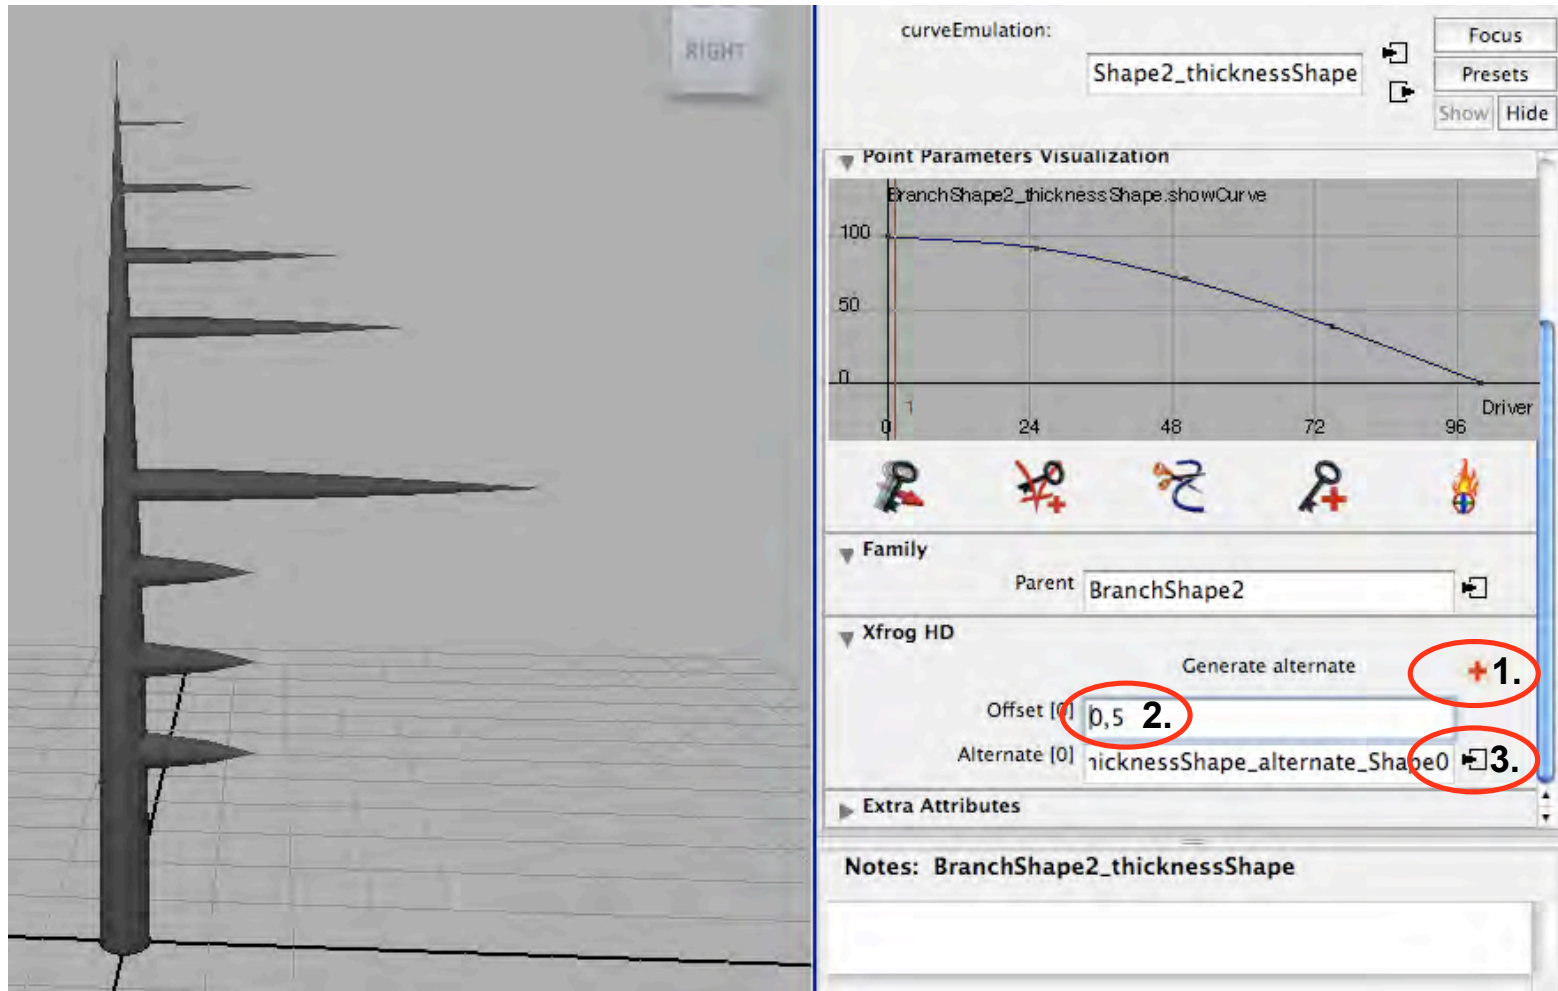 RIGHT
curveEmulation:
Shape2_thicknessShape
Focus
Presets
Show Hide
Point Parameters Visualization
BranchShape2_thicknessShape.showCurve
100
50
0
1
Driver
0 24 48 72 96
Family
Parent BranchShape2
Xfrog HD
Generate alternate 1.
Offset [0] 0,5 2.
Alternate [0] hicknessShape_alternate_Shape0 3.
Extra Attributes
Notes: BranchShape2_thicknessShape